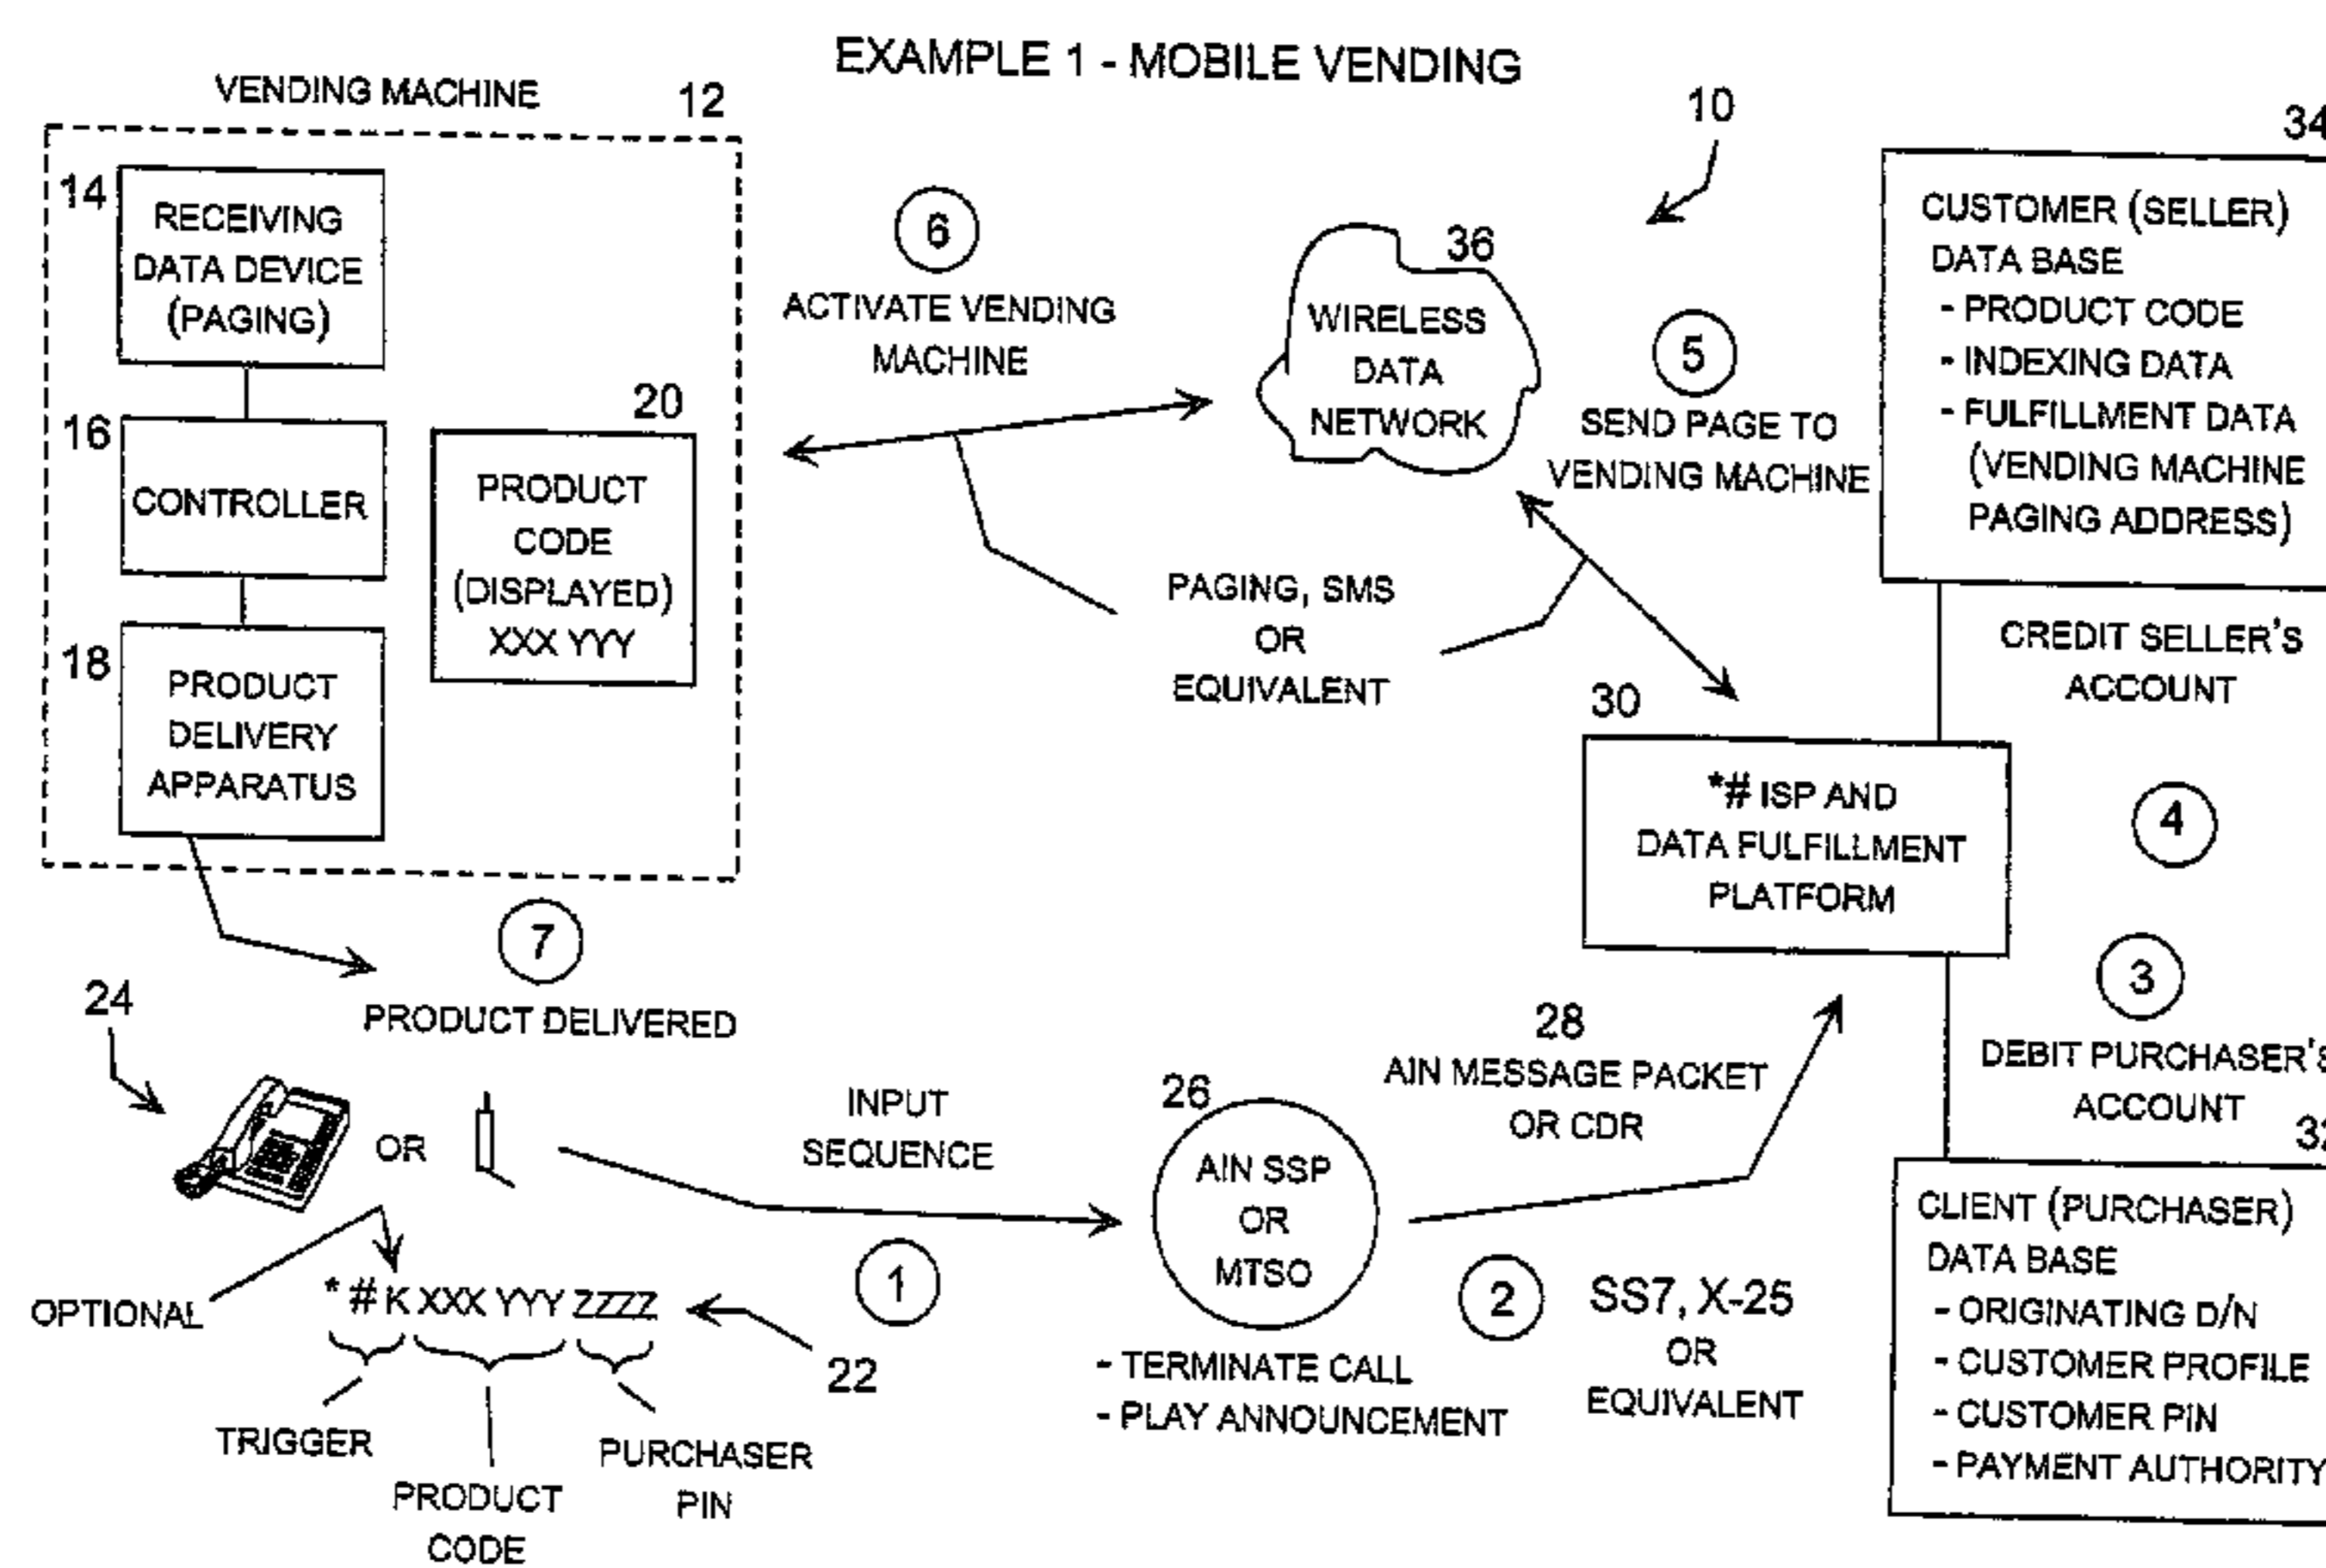 EXAMPLE 1 - MOBILE VENDING
VENDING MACHINE
12
14
RECEIVING
DATA DEVICE
(PAGING)
16
CONTROLLER
18
PRODUCT
DELIVERY
APPARATUS
20
PRODUCT
CODE
(DISPLAYED)
XXX YYY
6
ACTIVATE VENDING
MACHINE
10
36
WIRELESS
DATA
NETWORK
5
SEND PAGE TO
VENDING MACHINE
PAGING, SMS
OR
EQUIVALENT
34
CUSTOMER (SELLER)
DATA BASE
- PRODUCT CODE
- INDEXING DATA
- FULFILLMENT DATA
(VENDING MACHINE
PAGING ADDRESS)
CREDIT SELLER'S
ACCOUNT
4
30
*# ISP AND
DATA FULFILLMENT
PLATFORM
3
DEBIT PURCHASER'S
ACCOUNT
32
CLIENT (PURCHASER)
DATA BASE
- ORIGINATING D/N
- CUSTOMER PROFILE
- CUSTOMER PIN
- PAYMENT AUTHORITY
7
PRODUCT DELIVERED
24
OR
INPUT
SEQUENCE
1
26
AIN SSP
OR
MTSO
- TERMINATE CALL
- PLAY ANNOUNCEMENT
28
AIN MESSAGE PACKET
OR CDR
2
SS7, X-25
OR
EQUIVALENT
OPTIONAL
*# K XXX YYY ZZZZ
22
TRIGGER
PRODUCT
CODE
PURCHASER
PIN